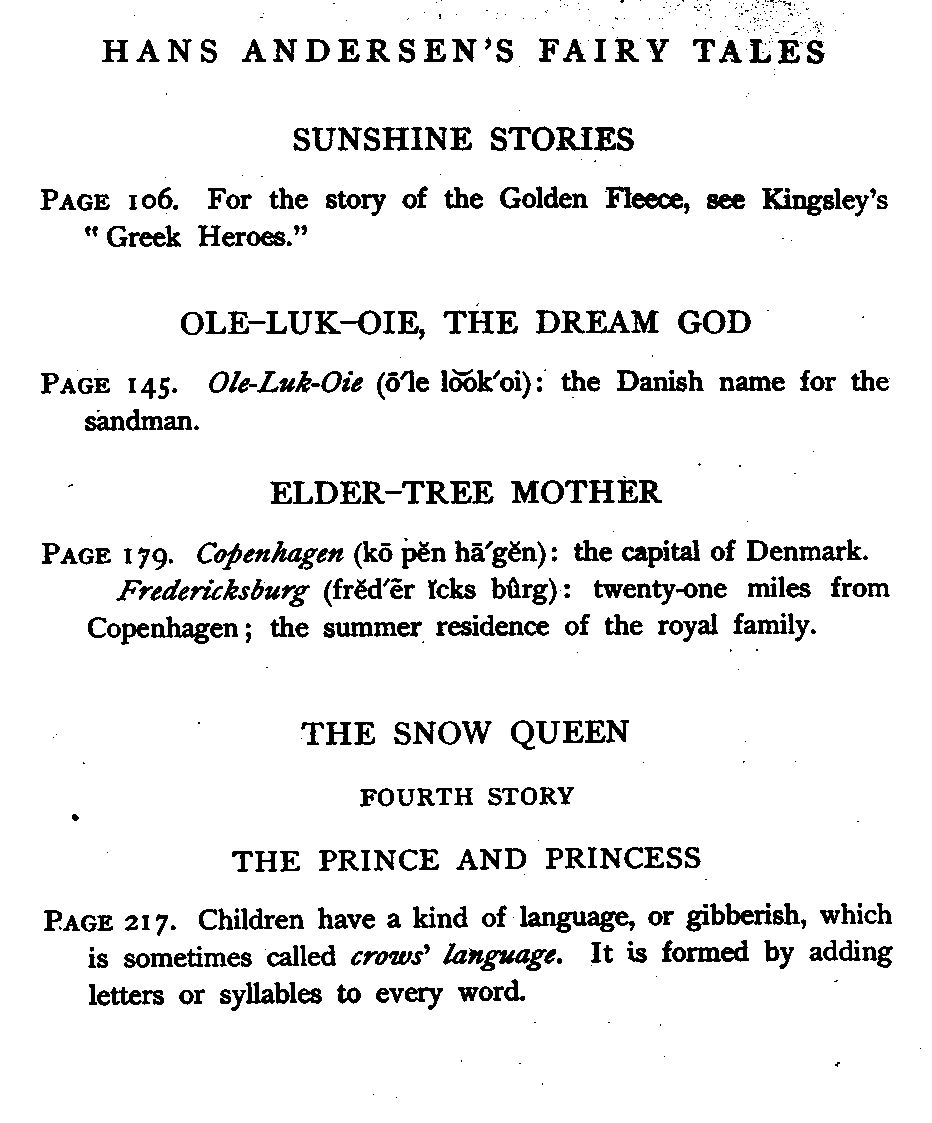 HANS ANDERSEN'S FAIRY TALES
SUNSHINE STORIES
PAGE 106. For the story of the Golden Fleece, see Kingsley's
"Greek Heroes."
OLE-LUK-OIE, THE DREAM GOD
PAGE 145. Ole-Luk-Oie (ō′le lo͝ok′oi): the Danish name for the
sandman.
ELDER-TREE MOTHER
PAGE 179. Copenhagen (kō pĕn hā′gĕn): the capital of Denmark.
Fredericksburg (frĕd′ẽr ĭcks bûrg): twenty-one miles from
Copenhagen; the summer residence of the royal family.
THE SNOW QUEEN
FOURTH STORY
THE PRINCE AND PRINCESS
PAGE 217. Children have a kind of language, or gibberish, which
is sometimes called crows' language. It is formed by adding
letters or syllables to every word.